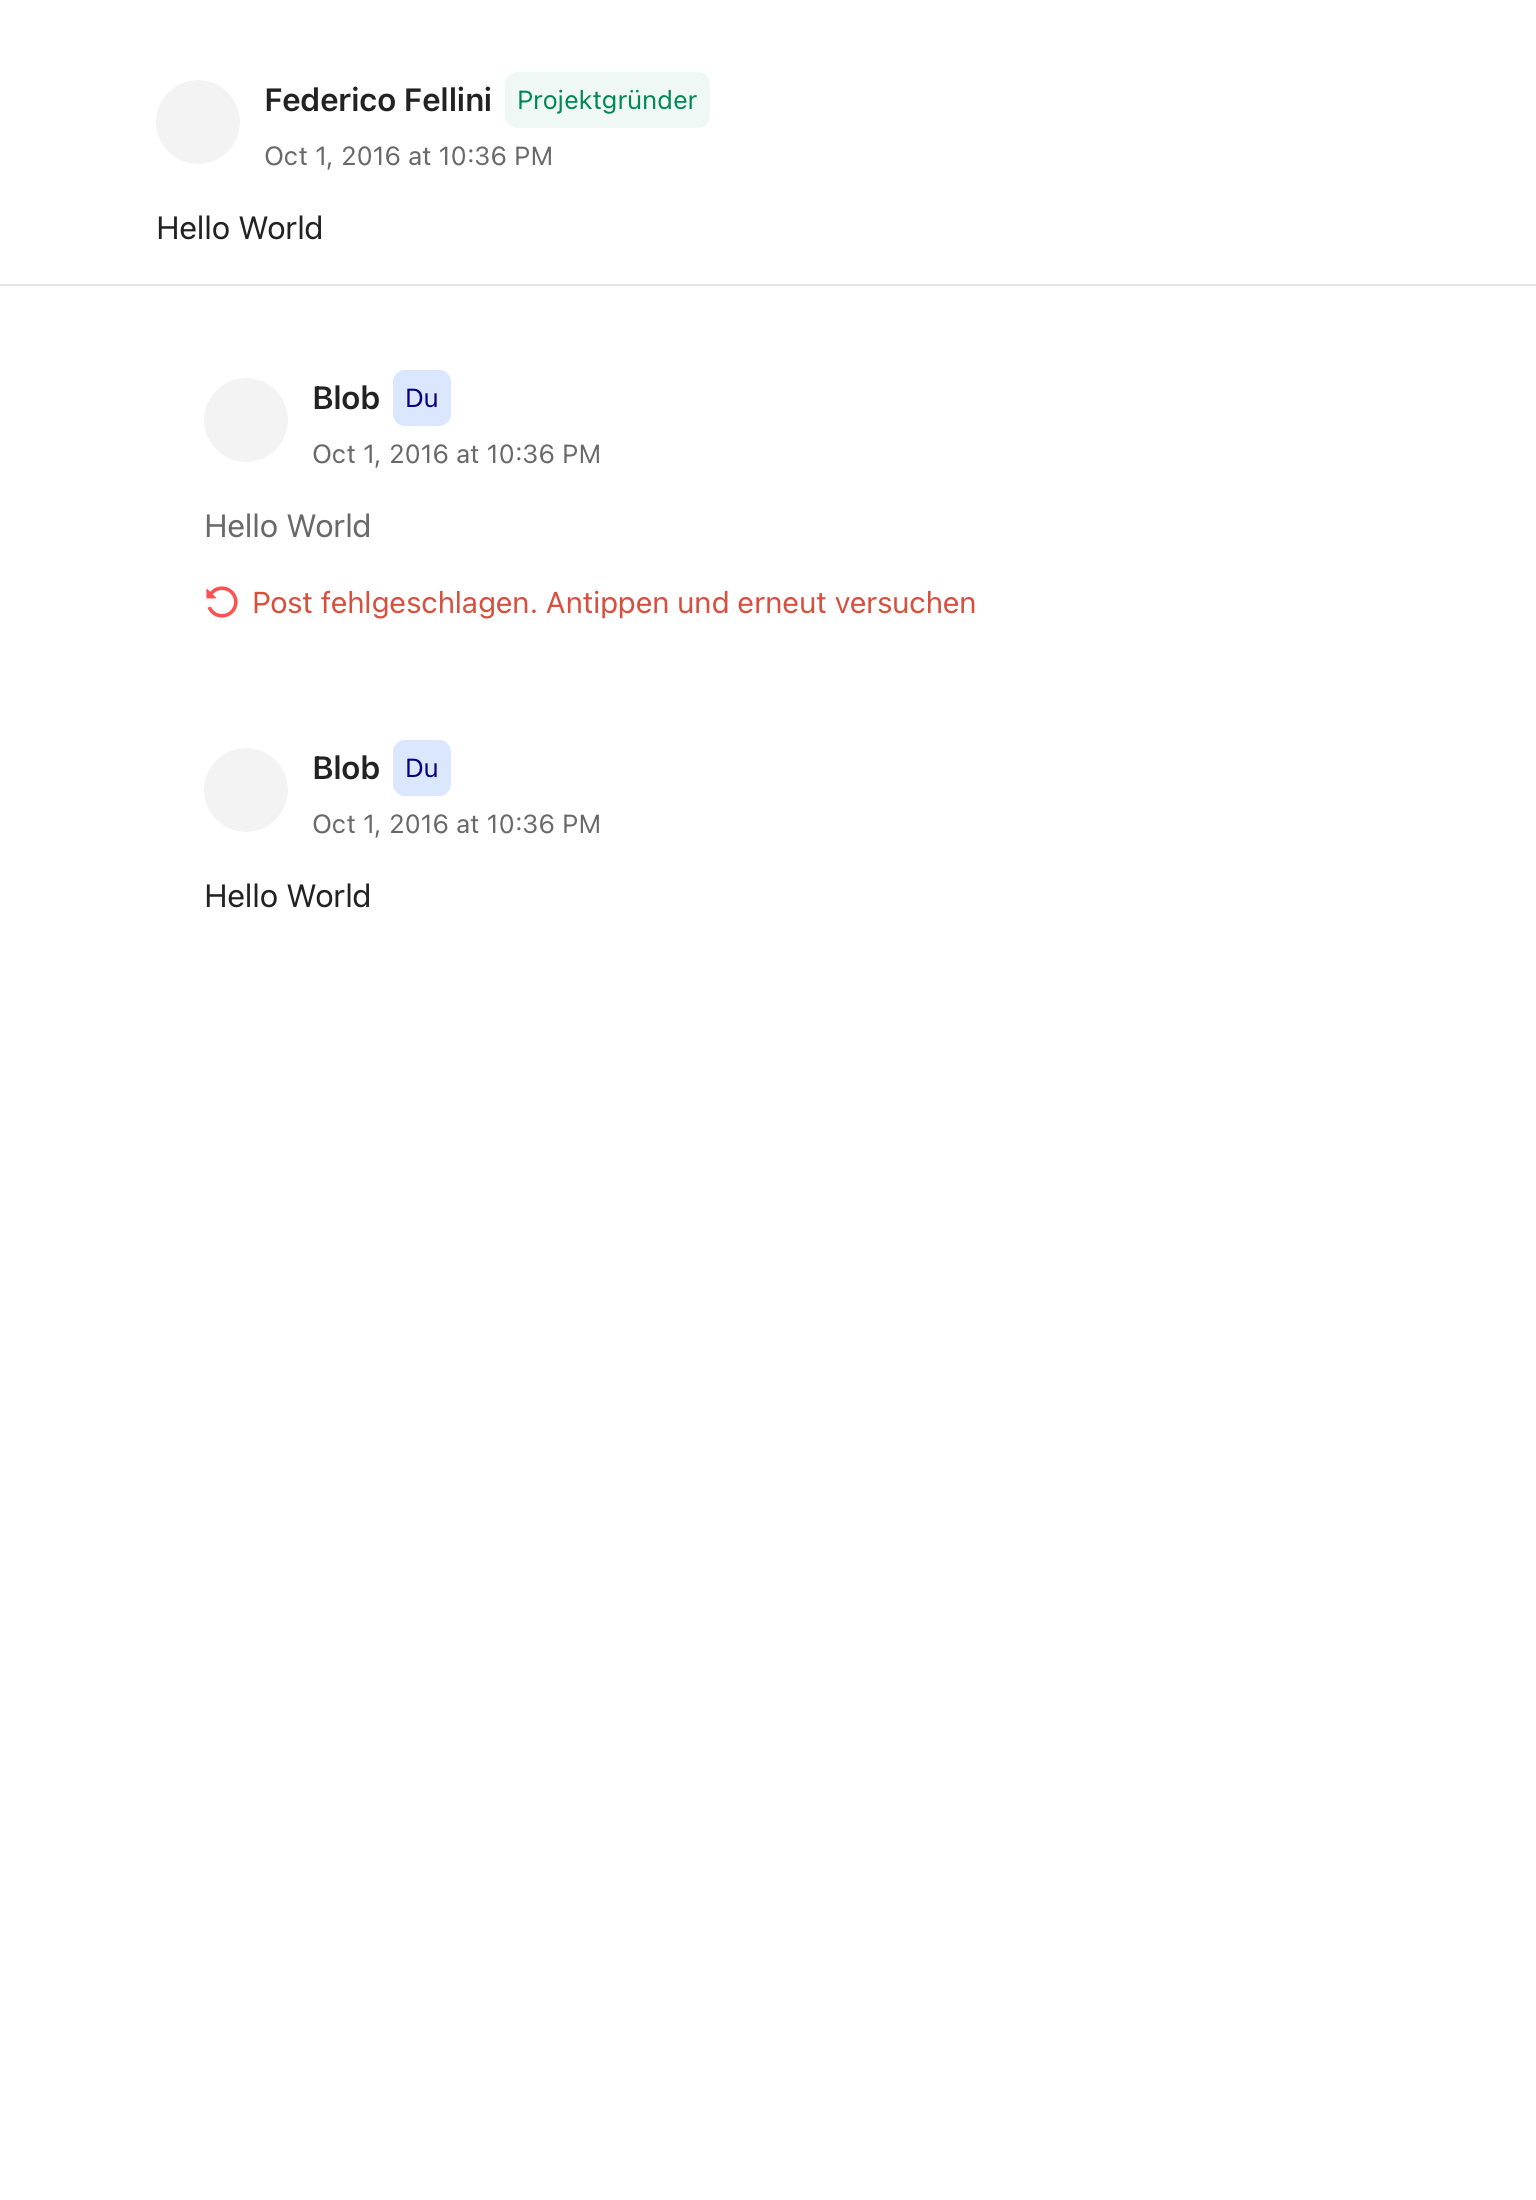 Federico Fellini Projektgründer
Oct 1, 2016 at 10:36 PM
Hello World
Blob Du
Oct 1, 2016 at 10:36 PM
Hello World
Post fehlgeschlagen. Antippen und erneut versuchen
Blob Du
Oct 1, 2016 at 10:36 PM
Hello World